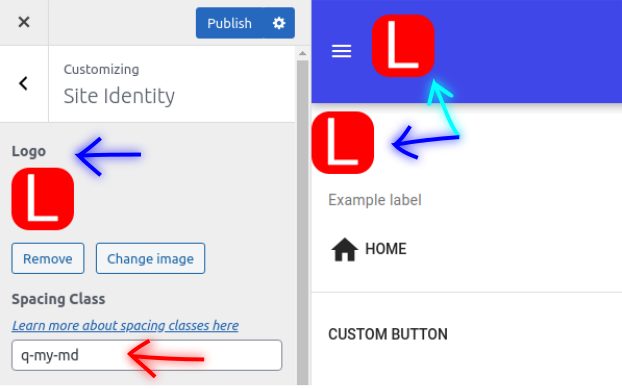 Publish
Customizing
Site Identity
Logo
L
Remove
Change image
Spacing Class
Learn more about spacing classes here
q-my-md
L
L
Example label
HOME
CUSTOM BUTTON